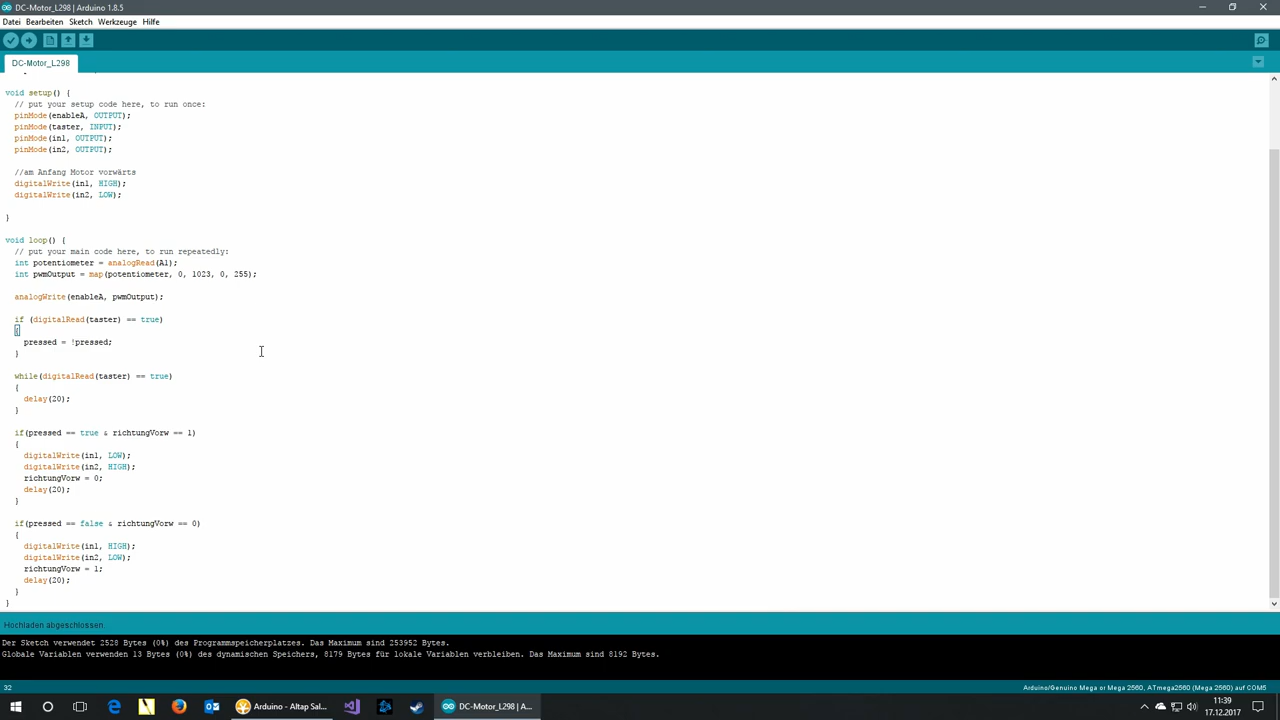 DC-Motor_L298 | Arduino 1.8.5
Datei Bearbeiten Sketch Werkzeuge Hilfe
DC-Motor_L298
void setup() {
// put your setup code here, to run once:
pinMode(enableA, OUTPUT);
pinMode(taster, INPUT);
pinMode(in1, OUTPUT);
pinMode(in2, OUTPUT);
//am Anfang Motor vorwärts
digitalWrite(in1, HIGH);
digitalWrite(in2, LOW);
}
void loop() {
// put your main code here, to run repeatedly:
int potentiometer = analogRead(A1);
int pwmOutput = map(potentiometer, 0, 1023, 0, 255);
analogWrite(enableA, pwmOutput);
if (digitalRead(taster) == true)
{
pressed = !pressed;
}
while(digitalRead(taster) == true)
{
delay(20);
}
if(pressed == true & richtungVorw == 1)
{
digitalWrite(in1, LOW);
digitalWrite(in2, HIGH);
richtungVorw = 0;
delay(20);
}
if(pressed == false & richtungVorw == 0)
{
digitalWrite(in1, HIGH);
digitalWrite(in2, LOW);
richtungVorw = 1;
delay(20);
}
}
Hochladen abgeschlossen.
Der Sketch verwendet 2528 Bytes (0%) des Programmspeicherplatzes. Das Maximum sind 253952 Bytes.
Globale Variablen verwenden 13 Bytes (0%) des dynamischen Speichers, 8179 Bytes für lokale Variablen verbleiben. Das Maximum sind 8192 Bytes.
32
Arduino/Genuino Mega or Mega 2560, ATmega2560 (Mega 2560) auf COM5
Arduino - Altap Sal...
DC-Motor_L298 | A...
11:39
17.12.2017